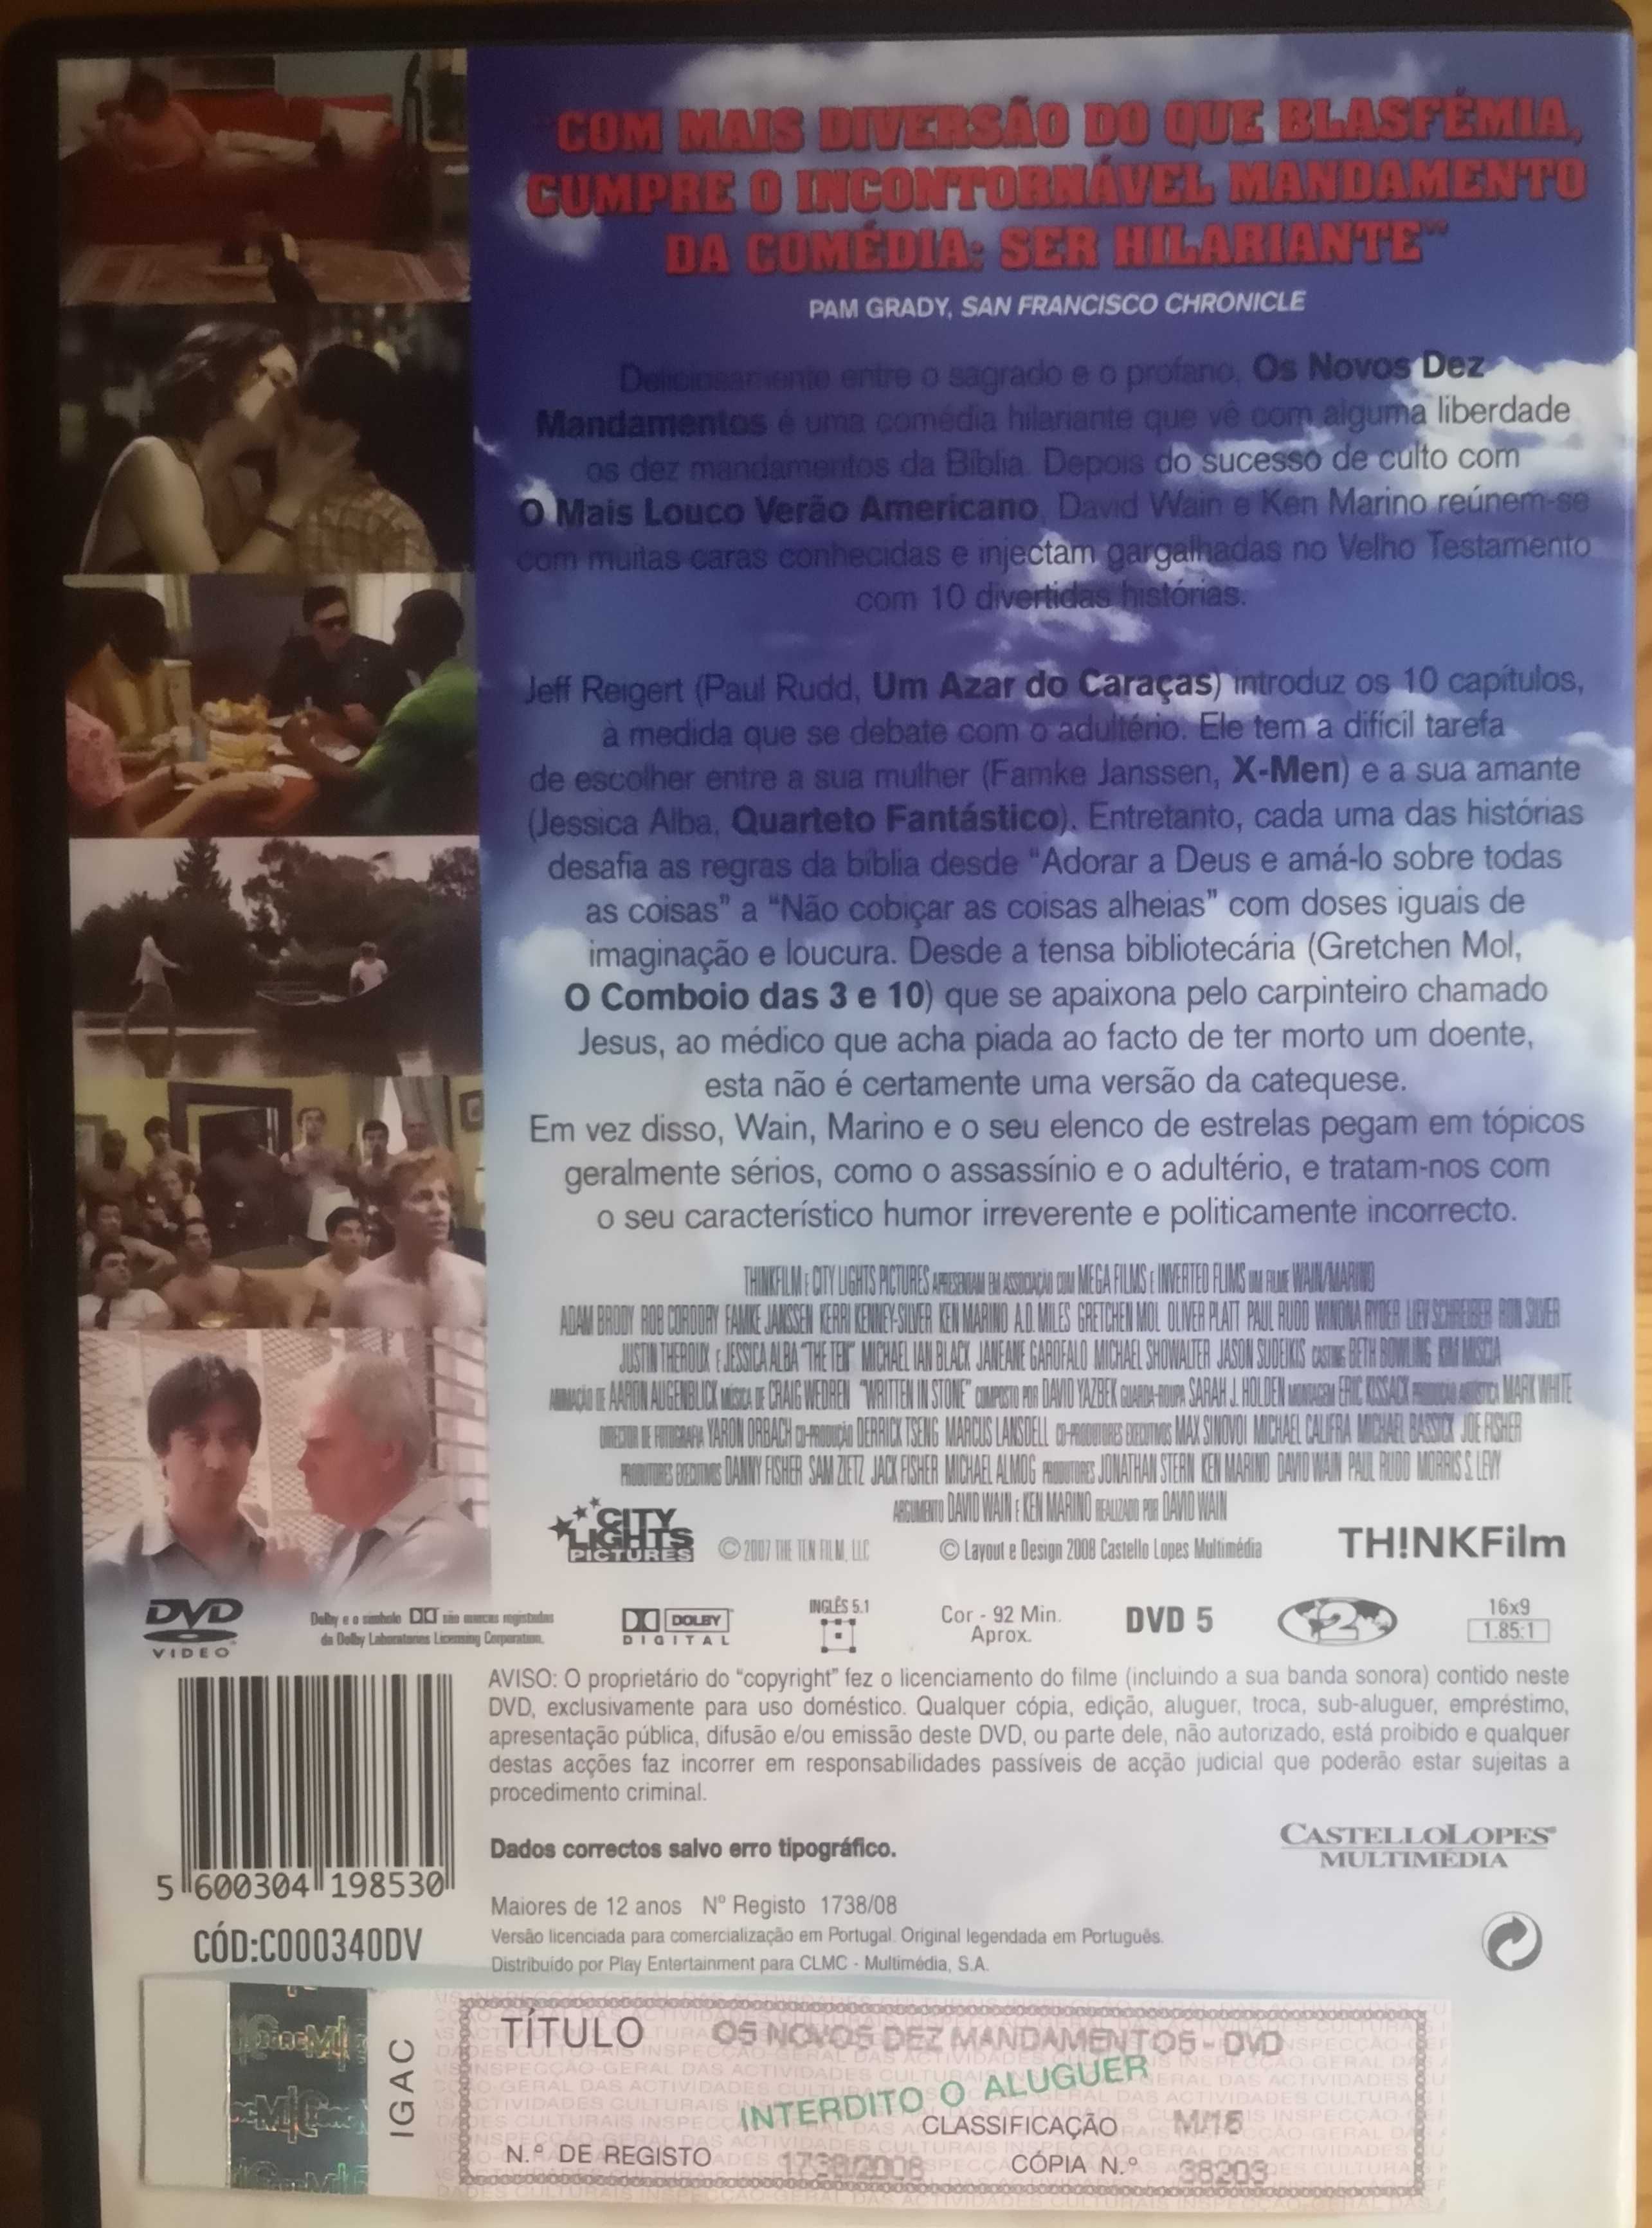 "COM MAIS DIVERSÃO DO QUE BLASFÉMIA,
CUMPRE O INCONTORNÁVEL MANDAMENTO
DA COMÉDIA: SER HILARIANTE"
PAM GRADY, SAN FRANCISCO CHRONICLE
Deliciosamente entre o sagrado e o profano, Os Novos Dez
Mandamentos é uma comédia hilariante que vê com alguma liberdade
os dez mandamentos da Bíblia. Depois do sucesso de culto com
O Mais Louco Verão Americano, David Wain e Ken Marino reúnem-se
com muitas caras conhecidas e injectam gargalhadas no Velho Testamento
com 10 divertidas histórias.
Jeff Reigert (Paul Rudd, Um Azar do Caraças) introduz os 10 capítulos,
à medida que se debate com o adultério. Ele tem a difícil tarefa
de escolher entre a sua mulher (Famke Janssen, X-Men) e a sua amante
(Jessica Alba, Quarteto Fantástico). Entretanto, cada uma das histórias
desafia as regras da bíblia desde "Adorar a Deus e amá-lo sobre todas
as coisas" a "Não cobiçar as coisas alheias" com doses iguais de
imaginação e loucura. Desde a tensa bibliotecária (Gretchen Mol,
O Comboio das 3 e 10) que se apaixona pelo carpinteiro chamado
Jesus, ao médico que acha piada ao facto de ter morto um doente,
esta não é certamente uma versão da catequese.
Em vez disso, Wain, Marino e o seu elenco de estrelas pegam em tópicos
geralmente sérios, como o assassínio e o adultério, e tratam-nos com
o seu característico humor irreverente e politicamente incorrecto.
THINKFILM E CITY LIGHTS PICTURES APRESENTAM EM ASSOCIAÇÃO COM MEGA FILMS E INVERTED FLIMS UM FILME WAIN/MARINO
ADAM BRODY ROB CORDDRY FAMKE JANSSEN KERRI KENNEY-SILVER KEN MARINO A.D. MILES GRETCHEN MOL OLIVER PLATT PAUL RUDD WINONA RYDER LIEV SCHREIBER RON SILVER
JUSTIN THEROUX E JESSICA ALBA "THE TEN" MICHAEL IAN BLACK JANEANE GAROFALO MICHAEL SHOWALTER JASON SUDEIKIS CASTING BETH BOWLING KIM MISCIA
ANIMAÇÃO DE AARON AUGENBLICK MÚSICA DE CRAIG WEDREN "WRITTEN IN STONE" COMPOSTO POR DAVID YAZBEK GUARDA-ROUPA SARAH J. HOLDEN MONTAGEM ERIC KISSACK PRODUÇÃO ARTÍSTICA MARK WHITE
DIRECTOR DE FOTOGRAFIA YARON ORBACH CO-PRODUÇÃO DERRICK TSENG MARCUS LANSDELL CO-PRODUTORES EXECUTIVOS MAX SINOVOI MICHAEL CALIFRA MICHAEL BASSICK JOE FISHER
PRODUTORES EXECUTIVOS DANNY FISHER SAM ZIETZ JACK FISHER MICHAEL ALMOG PRODUTORES JONATHAN STERN KEN MARINO DAVID WAIN PAUL RUDD MORRIS S. LEVY
ARGUMENTO DAVID WAIN E KEN MARINO REALIZADO POR DAVID WAIN
CITY LIGHTS PICTURES
© 2007 THE TEN FILM, LLC
© Layout e Design 2008 Castello Lopes Multimédia
TH!NKFilm
DVD VIDEO
Dolby e o símbolo DD são marcas registadas
da Dolby Laboratories Licensing Corporation.
DOLBY DIGITAL
INGLÊS 5.1
Cor - 92 Min.
Aprox.
DVD 5
2
16x9
1.85:1
AVISO: O proprietário do "copyright" fez o licenciamento do filme (incluindo a sua banda sonora) contido neste
DVD, exclusivamente para uso doméstico. Qualquer cópia, edição, aluguer, troca, sub-aluguer, empréstimo,
apresentação pública, difusão e/ou emissão deste DVD, ou parte dele, não autorizado, está proibido e qualquer
destas acções faz incorrer em responsabilidades passíveis de acção judicial que poderão estar sujeitas a
procedimento criminal.
Dados correctos salvo erro tipográfico.
CASTELLOLOPES
MULTIMÉDIA
5 600304 198530
CÓD:C000340DV
Maiores de 12 anos Nº Registo 1738/08
Versão licenciada para comercialização em Portugal. Original legendada em Português.
Distribuido por Play Entertainment para CLMC - Multimédia, S.A.
IGAC
TÍTULO OS NOVOS DEZ MANDAMENTOS - DVD
INTERDITO O ALUGUER
CLASSIFICAÇÃO
N.º DE REGISTO 1738/2008 CÓPIA N.º 38203